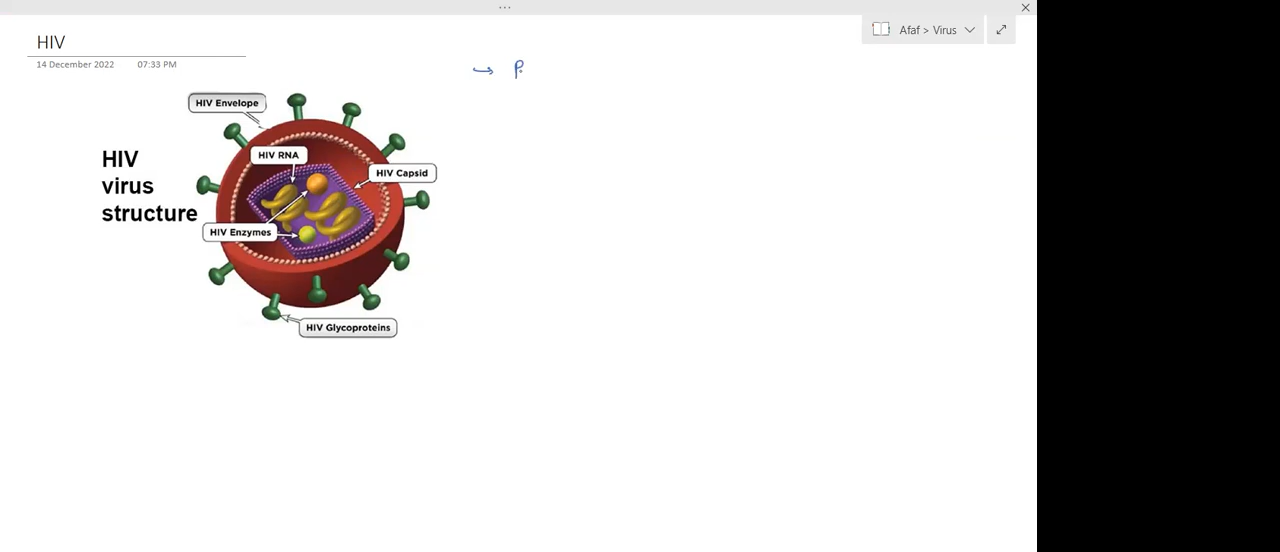 HIV
14 December 2022 07:33 PM
Afaf > Virus
→ P.
HIV Envelope
HIV RNA
HIV Capsid
HIV
virus
structure
HIV Enzymes
HIV Glycoproteins